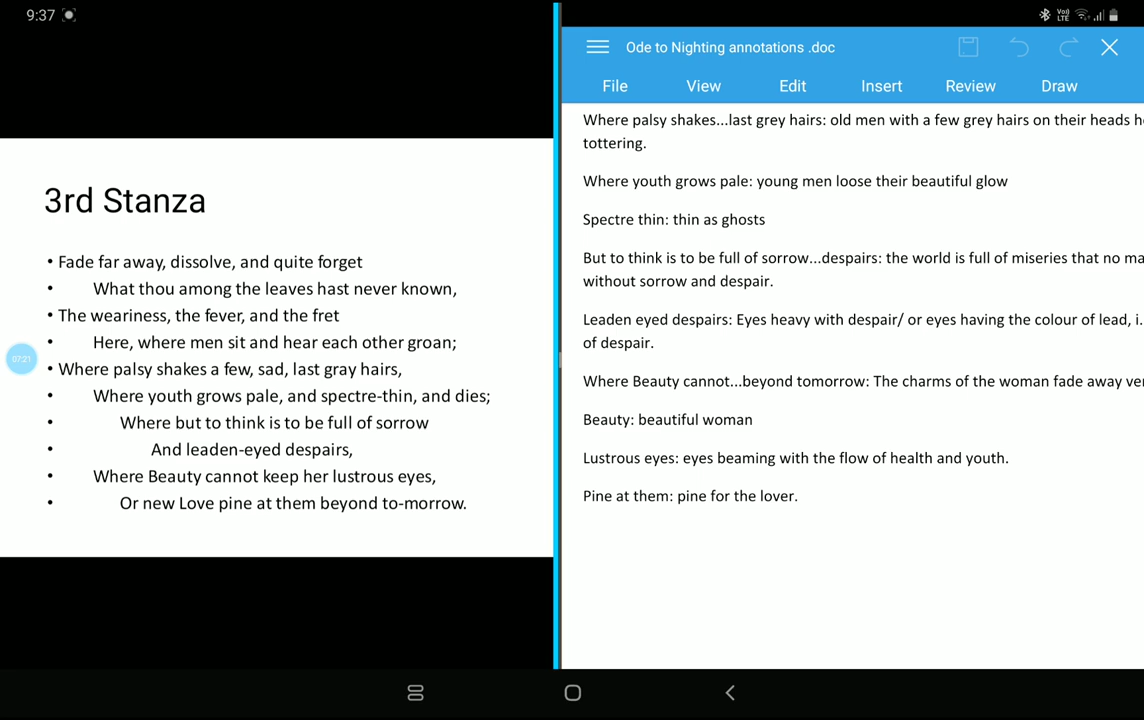 9:37
Vo) LTE
3rd Stanza
• Fade far away, dissolve, and quite forget
• What thou among the leaves hast never known,
• The weariness, the fever, and the fret
• Here, where men sit and hear each other groan;
• Where palsy shakes a few, sad, last gray hairs,
• Where youth grows pale, and spectre-thin, and dies;
• Where but to think is to be full of sorrow
• And leaden-eyed despairs,
• Where Beauty cannot keep her lustrous eyes,
• Or new Love pine at them beyond to-morrow.
07:21
Ode to Nighting annotations .doc
File View Edit Insert Review Draw
Where palsy shakes...last grey hairs: old men with a few grey hairs on their heads h
tottering.
Where youth grows pale: young men loose their beautiful glow
Spectre thin: thin as ghosts
But to think is to be full of sorrow...despairs: the world is full of miseries that no ma
without sorrow and despair.
Leaden eyed despairs: Eyes heavy with despair/ or eyes having the colour of lead, i.
of despair.
Where Beauty cannot...beyond tomorrow: The charms of the woman fade away ve
Beauty: beautiful woman
Lustrous eyes: eyes beaming with the flow of health and youth.
Pine at them: pine for the lover.